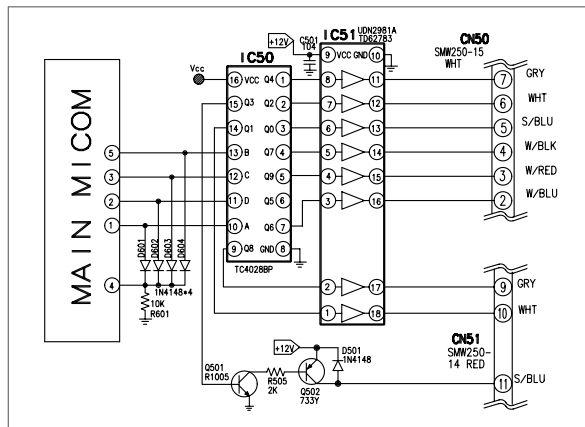 IC51 UDN2981A
TD62783
CN50
SMW250-15
WHT
C501
104
+12V
IC50
9 VCC GND 10
Vcc
16 VCC Q4 1
8 11
7 GRY
15 Q3 Q2 2
7 12
6 WHT
14 Q1 Q0 3
6 13
5 S/BLU
5
13 B Q7 4
5 14
4 W/BLK
3
12 C Q9 5
4 15
3 W/RED
2
11 D Q5 6
3 16
2 W/BLU
1
10 A Q6 7
9 Q8 GND 8
MAIN MICOM
D601
D602
D603
D604
4
TC4028BP
1N4148*4
10K
R601
2 17
9 GRY
1 18
10 WHT
CN51
SMW250-
14 RED
+12V
D501
1N4148
Q501
R1005
R505
2K
Q502
733Y
11 S/BLU